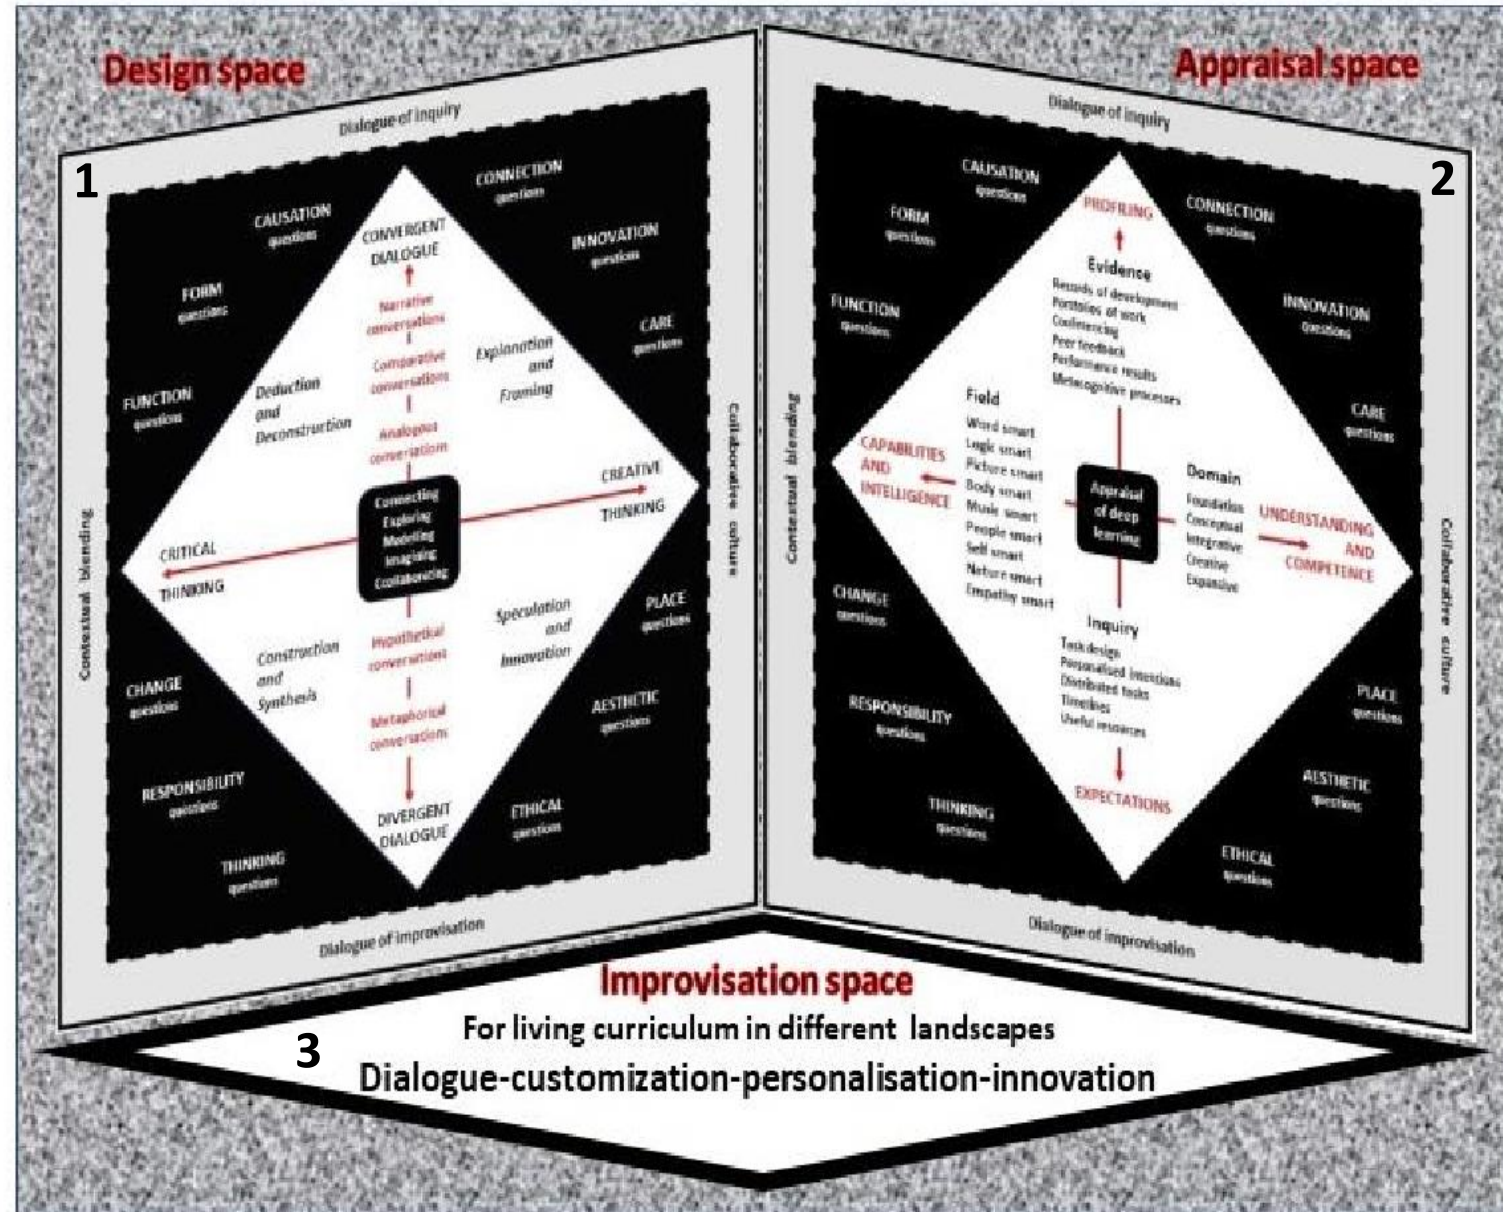 Design space
Dialogue of inquiry
1
CONNECTION
questions
CAUSATION
questions
INNOVATION
questions
FORM
questions
CARE
questions
FUNCTION
questions
CONVERGENT
DIALOGUE
Narrative
conversations
Comparative
conversations
Analogous
conversations
Explanation
and
Framing
Deduction
and
Deconstruction
CREATIVE
THINKING
Connecting
Exploring
Modelling
Imagining
Ccollaborising
CRITICAL
THINKING
Hypothetical
conversations
Metaphorical
conversations
Speculation
and
Innovation
Construction
and
Synthesis
DIVERGENT
DIALOGUE
PLACE
questions
CHANGE
questions
AESTHETIC
questions
RESPONSIBILITY
questions
ETHICAL
questions
THINKING
questions
Contextual blending
Collaborative culture
Dialogue of improvisation
Appraisal space
Dialogue of inquiry
2
CAUSATION
questions
CONNECTION
questions
FORM
questions
INNOVATION
questions
FUNCTION
questions
CARE
questions
PROFILING
Evidence
Records of development
Portfolios of work
Conferencing
Peer feedback
Performance results
Metacognitive processes
Field
Word smart
Logic smart
Picture smart
Body smart
Music smart
People smart
Self smart
Nature smart
Empathy smart
CAPABILITIES
AND
INTELLIGENCE
Appraisal
of deep
learning
Domain
Foundation
Conceptual
Integrative
Creative
Expansive
UNDERSTANDING
AND
COMPETENCE
Inquiry
Task design
Personalised intentions
Distributed tasks
Timelines
Useful resources
EXPECTATIONS
CHANGE
questions
PLACE
questions
RESPONSIBILITY
questions
AESTHETIC
questions
THINKING
questions
ETHICAL
questions
Contextual blending
Collaborative culture
Dialogue of improvisation
Improvisation space
3
For living curriculum in different landscapes
Dialogue-customization-personalisation-innovation